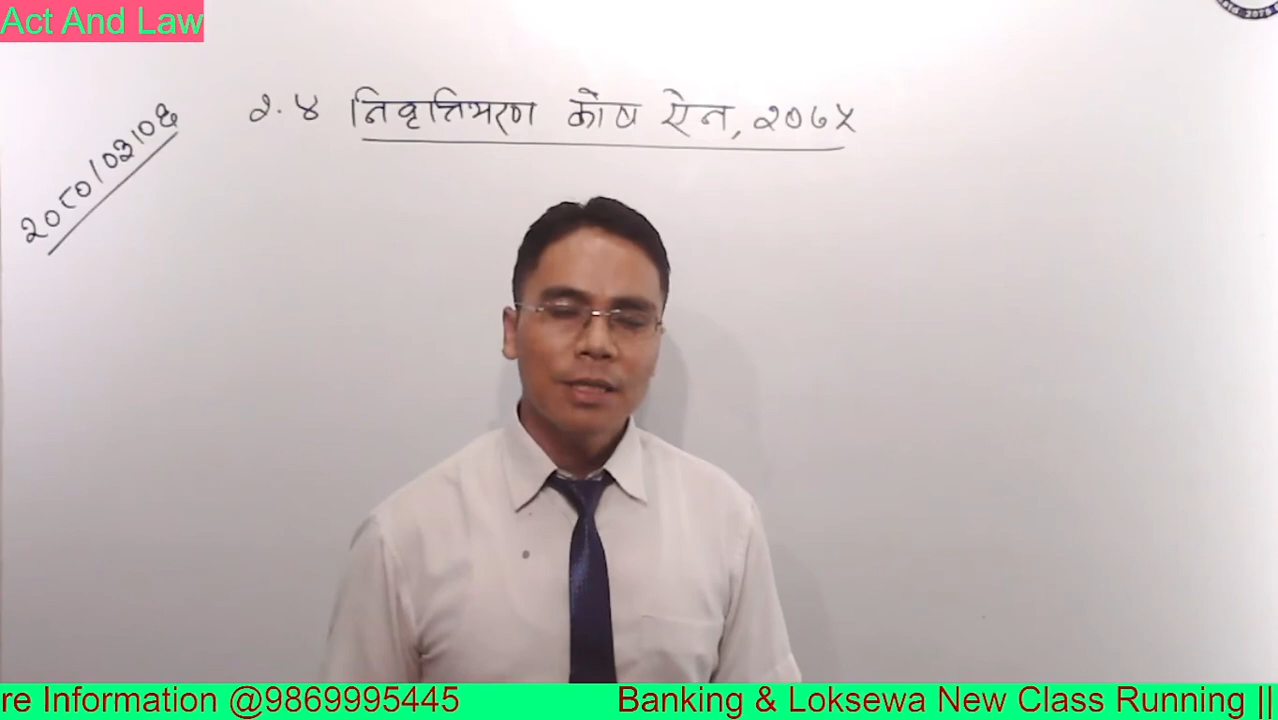 Act And Law
२०८०/०३/०६
२.४ निवृत्तिभरण कोष ऐन, २०७५
re Information @9869995445 Banking & Loksewa New Class Running ||